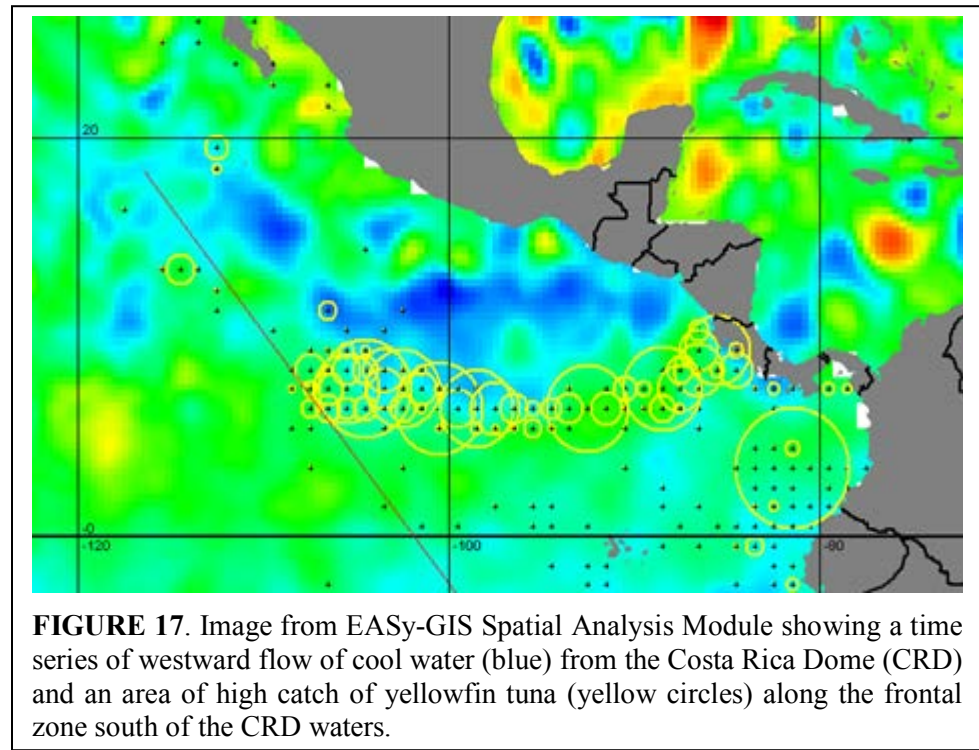 20
-0
-120
-100
-80
FIGURE 17. Image from EASy-GIS Spatial Analysis Module showing a time
series of westward flow of cool water (blue) from the Costa Rica Dome (CRD)
and an area of high catch of yellowfin tuna (yellow circles) along the frontal
zone south of the CRD waters.